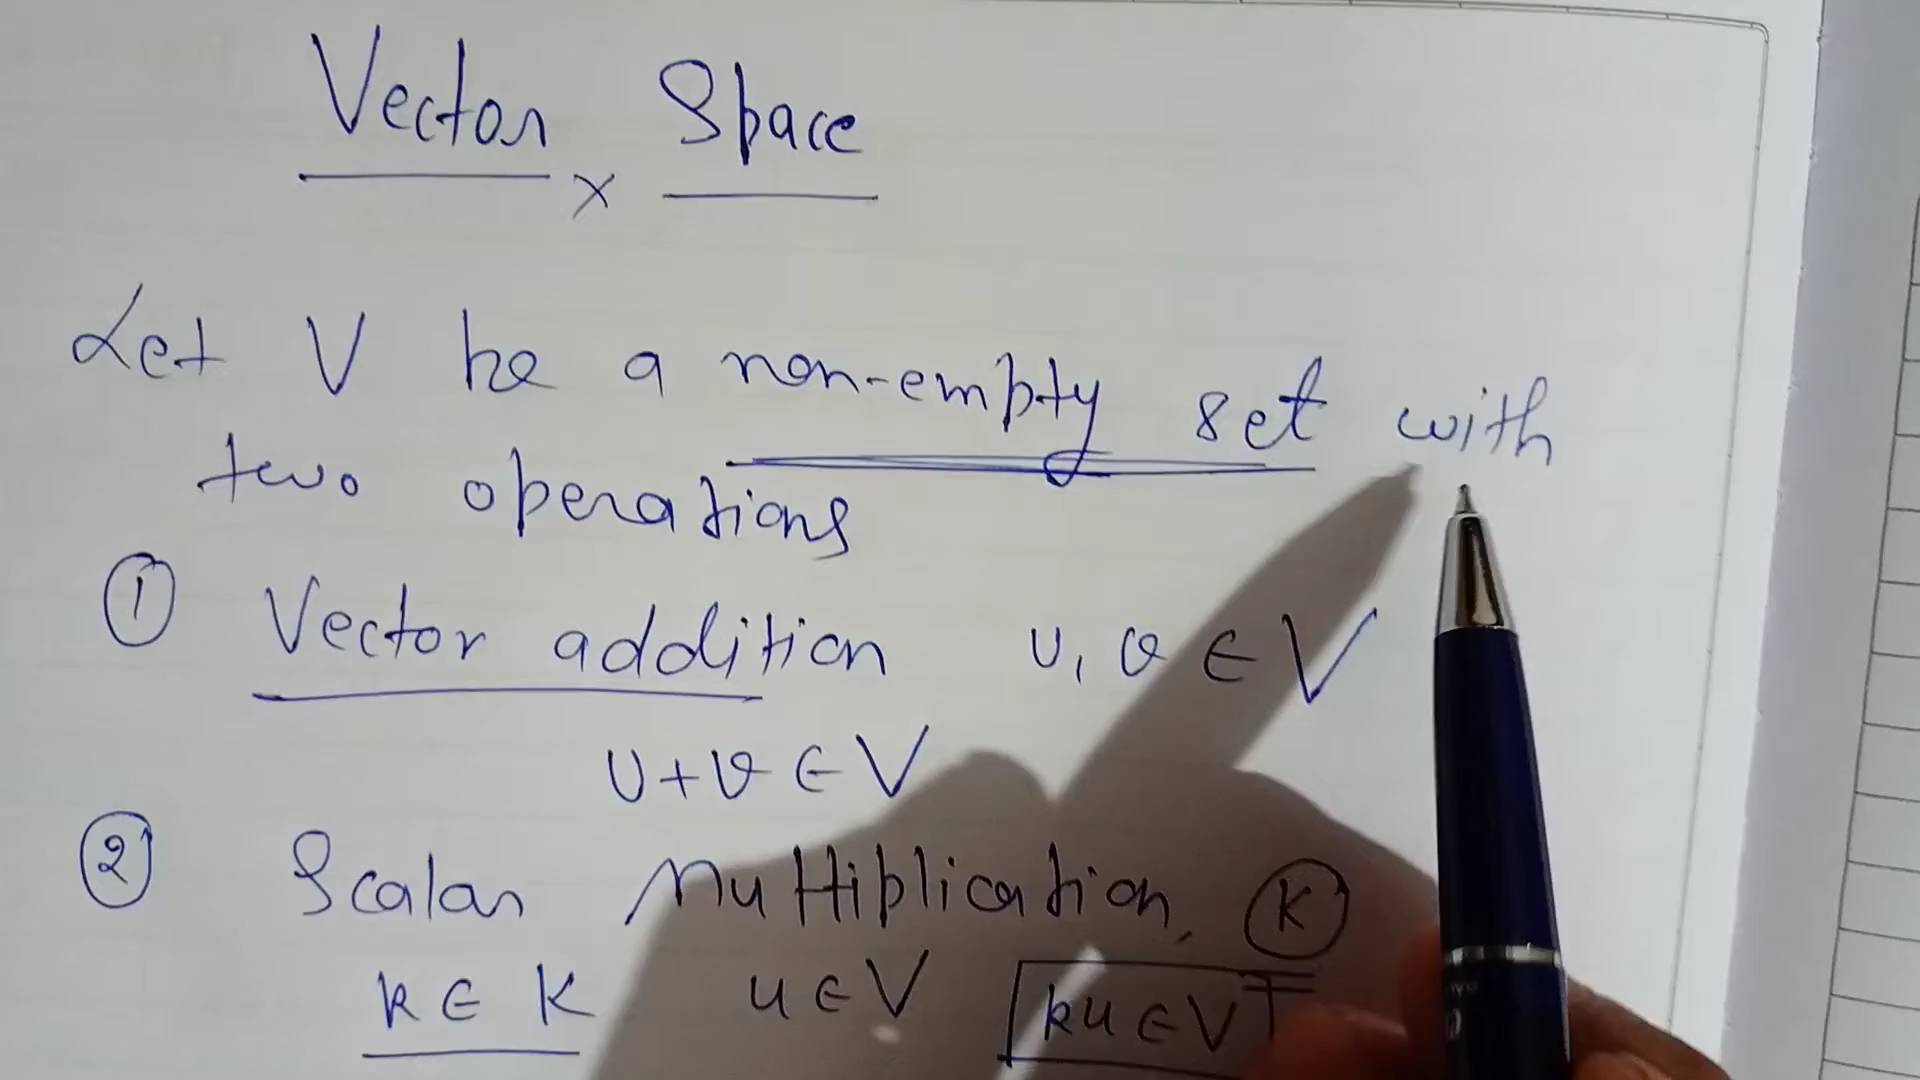 Vector Space
x
Let V be a non-empty set with
two operations
① Vector addition u, v ∈ V
u+v ∈ V
② Scalar Multiplication, K
k ∈ K u ∈ V ku ∈ V